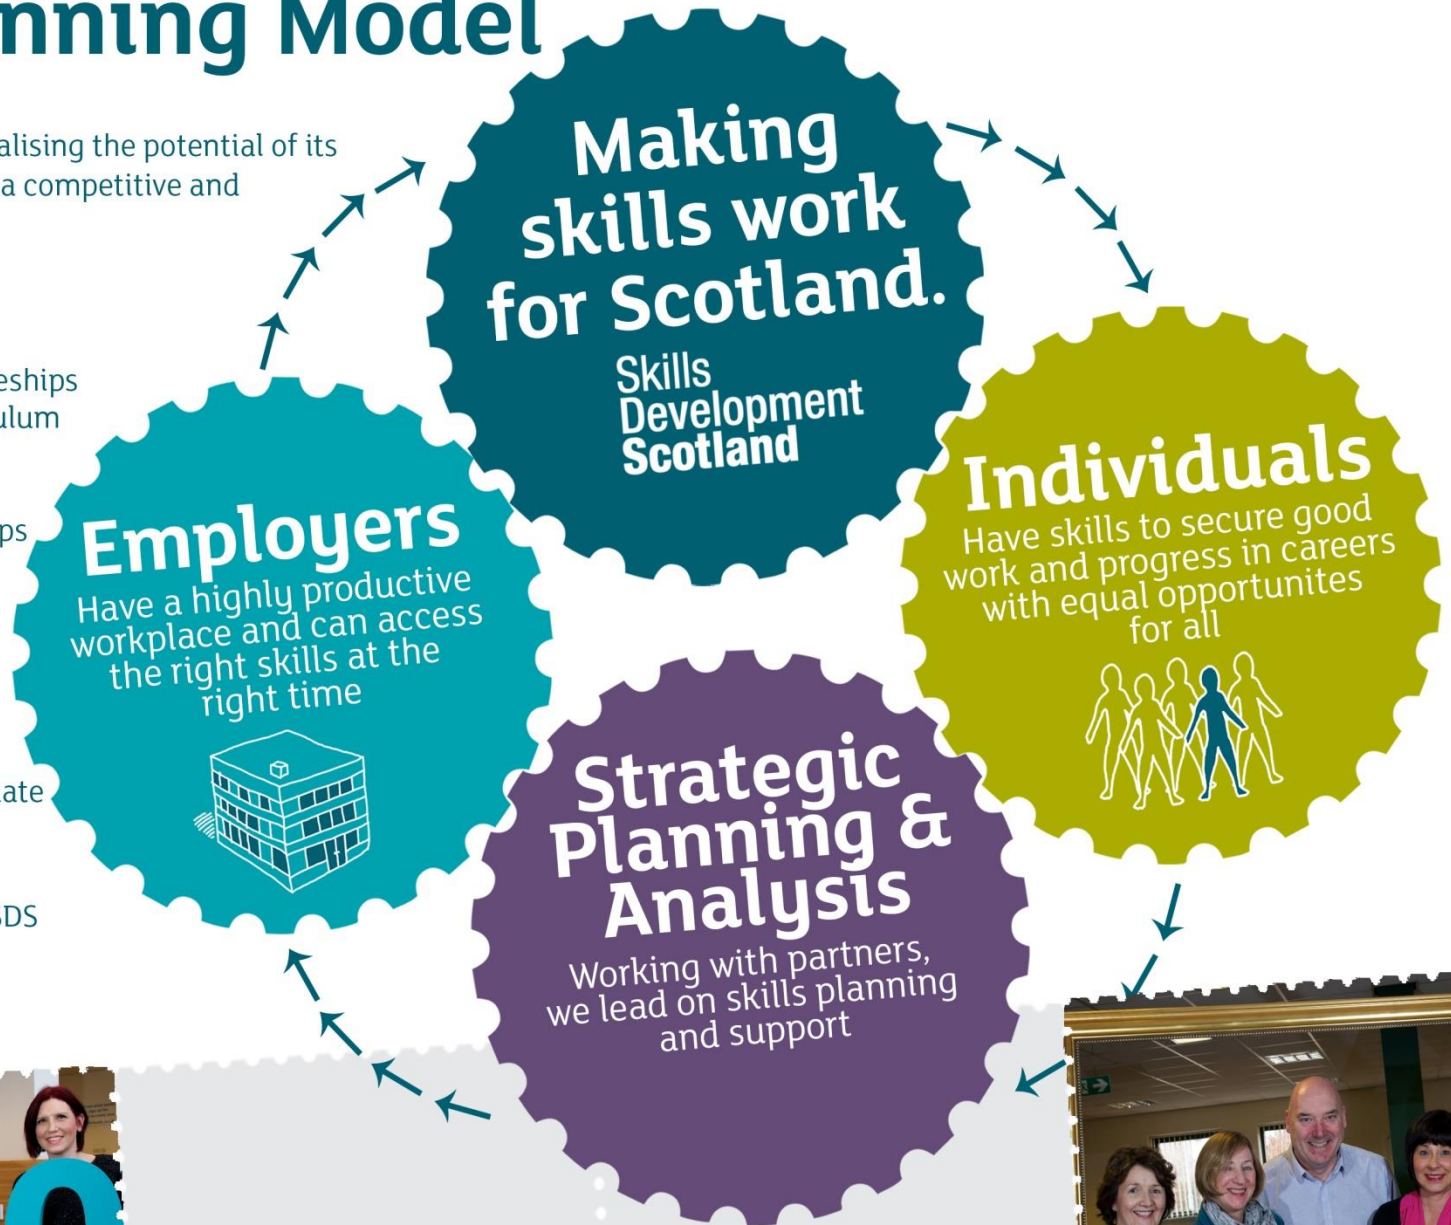 nning Model
alising the potential of its
a competitive and
eships
ulum
ps
ate
SDS
Making
skills work
for Scotland.
Skills
Development
Scotland
Employers
Have a highly productive
workplace and can access
the right skills at the
right time
Individuals
Have skills to secure good
work and progress in careers
with equal opportunites
for all
Strategic
Planning &
Analysis
Working with partners,
we lead on skills planning
and support